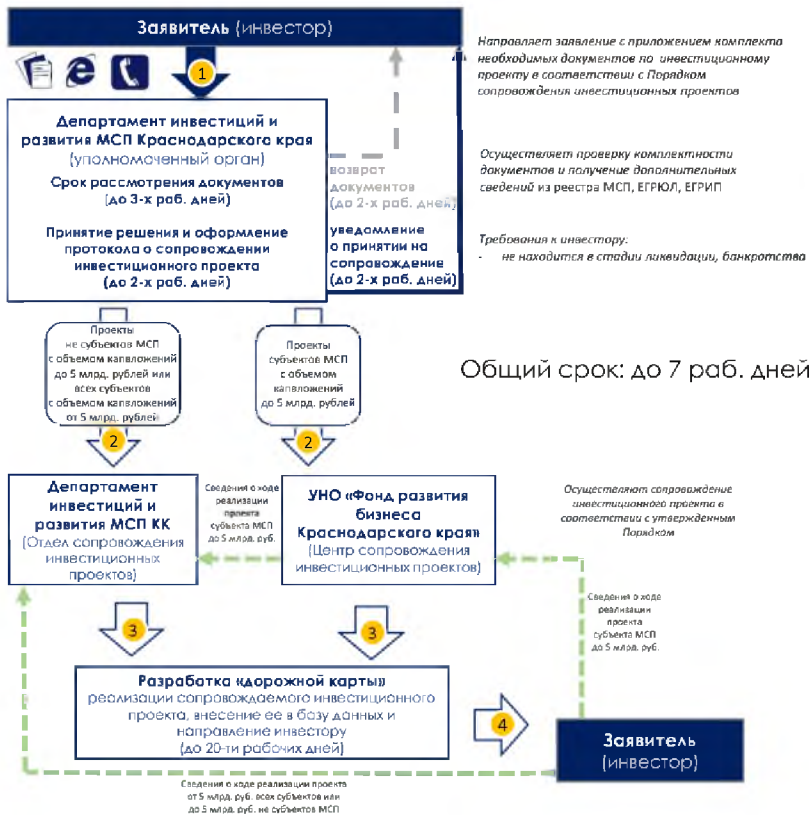 Заявитель (инвестор)
1
Направляет заявление с приложением комплекта
необходимых документов по инвестиционному
проекту в соответствии с Порядком
сопровождения инвестиционных проектов
Департамент инвестиций и
развития МСП Краснодарского края
(уполномоченный орган)
Срок рассмотрения документов
(до 3-х раб. дней)
Принятие решения и оформление
протокола о сопровождении
инвестиционного проекта
(до 2-х раб. дней)
возврат
документов
(до 2-х раб. дней)
уведомление
о принятии на
сопровождение
(до 2-х раб. дней)
Осуществляет проверку комплектности
документов и получение дополнительных
сведений из реестра МСП, ЕГРЮЛ, ЕГРИП
Требования к инвестору:
- не находится в стадии ликвидации, банкротства
Проекты
не субъектов МСП
с объемом капвложений
до 5 млрд. рублей или
всех субъектов
с объемом капвложений
от 5 млрд. рублей
Проекты
субъектов МСП
с объемом
капвложений
до 5 млрд. рублей
Общий срок: до 7 раб. дней
2
2
Департамент
инвестиций и
развития МСП КК
(Отдел сопровождения
инвестиционных
проектов)
Сведения о ходе
реализации
проекта
субъекта МСП
до 5 млрд. руб.
УНО «Фонд развития
бизнеса
Краснодарского края»
(Центр сопровождения
инвестиционных проектов)
Осуществляют сопровождение
инвестиционного проекта в
соответствии с утвержденным
Порядком
Сведения о ходе
реализации
проекта
субъекта МСП
до 5 млрд. руб.
3
3
Разработка «дорожной карты»
реализации сопровождаемого инвестиционного
проекта, внесение ее в базу данных и
направление инвестору
(до 20-ти рабочих дней)
4
Заявитель
(инвестор)
Сведения о ходе реализации проекта
от 5 млрд. руб. всех субъектов или
до 5 млрд. руб. не субъектов МСП